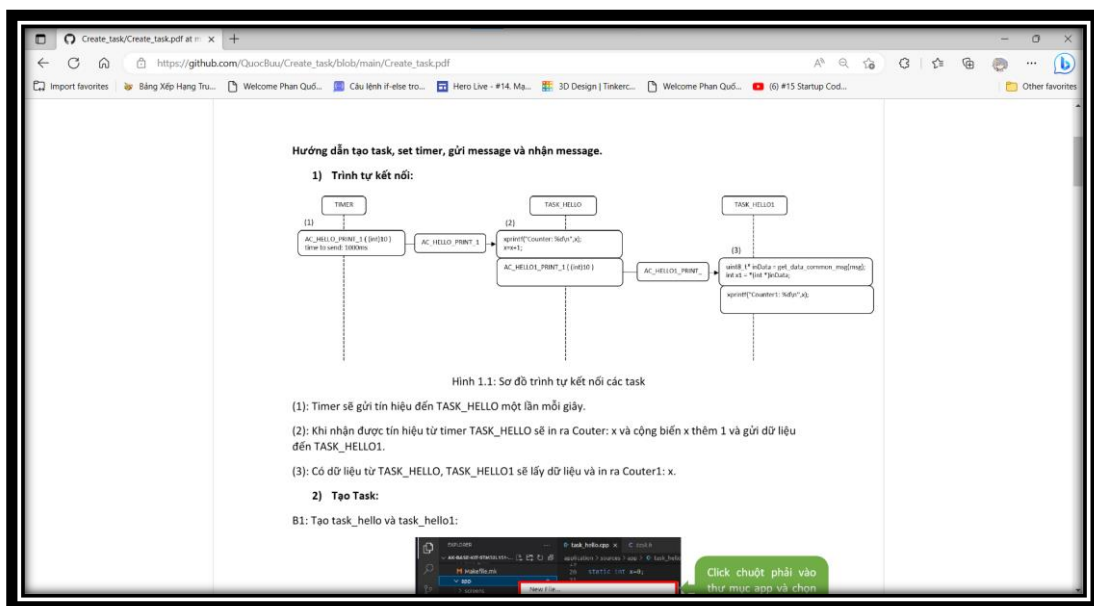 Create_task/Create_task.pdf at m
https://github.com/QuocBuu/Create_task/blob/main/Create_task.pdf
Import favorites
Bảng Xếp Hạng Tru...
Welcome Phan Quố...
Câu lệnh if-else tro...
Hero Live - #14. Mạ...
3D Design | Tinkerc...
Welcome Phan Quố...
(6) #15 Startup Cod...
Other favorites
Hướng dẫn tạo task, set timer, gửi message và nhận message.
1) Trình tự kết nối:
TIMER
TASK_HELLO
TASK_HELLO1
(1)
AC_HELLO_PRINT_1 ( (int)10 )
time to send: 1000ms
AC_HELLO_PRINT_1
(2)
xprintf("Counter: %d\n",x);
x=x+1;
AC_HELLO1_PRINT_1 ( (int)10 )
AC_HELLO1_PRINT_
(3)
uint8_t* inData = get_data_common_msg(msg);
int x1 = *(int *)inData;
xprintf("Counter1: %d\n",x);
Hình 1.1: Sơ đồ trình tự kết nối các task
(1): Timer sẽ gửi tín hiệu đến TASK_HELLO một lần mỗi giây.
(2): Khi nhận được tín hiệu từ timer TASK_HELLO sẽ in ra Couter: x và cộng biến x thêm 1 và gửi dữ liệu
đến TASK_HELLO1.
(3): Có dữ liệu từ TASK_HELLO, TASK_HELLO1 sẽ lấy dữ liệu và in ra Couter1: x.
2) Tạo Task:
B1: Tạo task_hello và task_hello1:
EXPLORER
task_hello.cpp
Makefile.mk
app
screens
static int x=0;
New File...
Click chuột phải vào
thư mục app và chọn